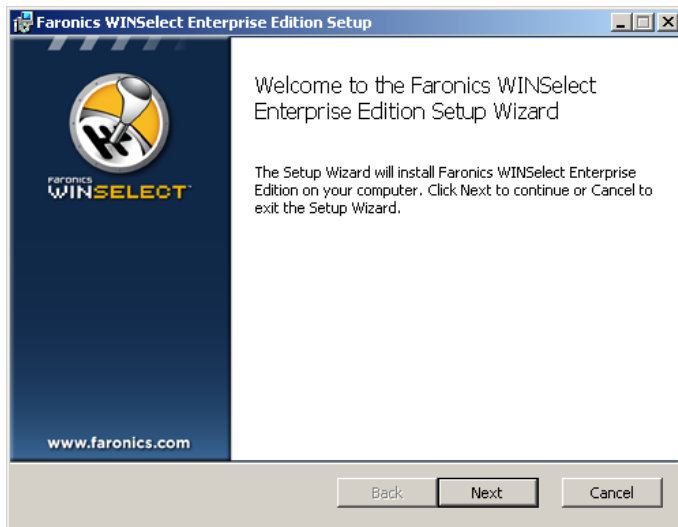 Faronics WINSelect Enterprise Edition Setup
Welcome to the Faronics WINSelect
Enterprise Edition Setup Wizard
The Setup Wizard will install Faronics WINSelect Enterprise
Edition on your computer. Click Next to continue or Cancel to
exit the Setup Wizard.
FARONICS
WINSELECT
www.faronics.com
Back
Next
Cancel